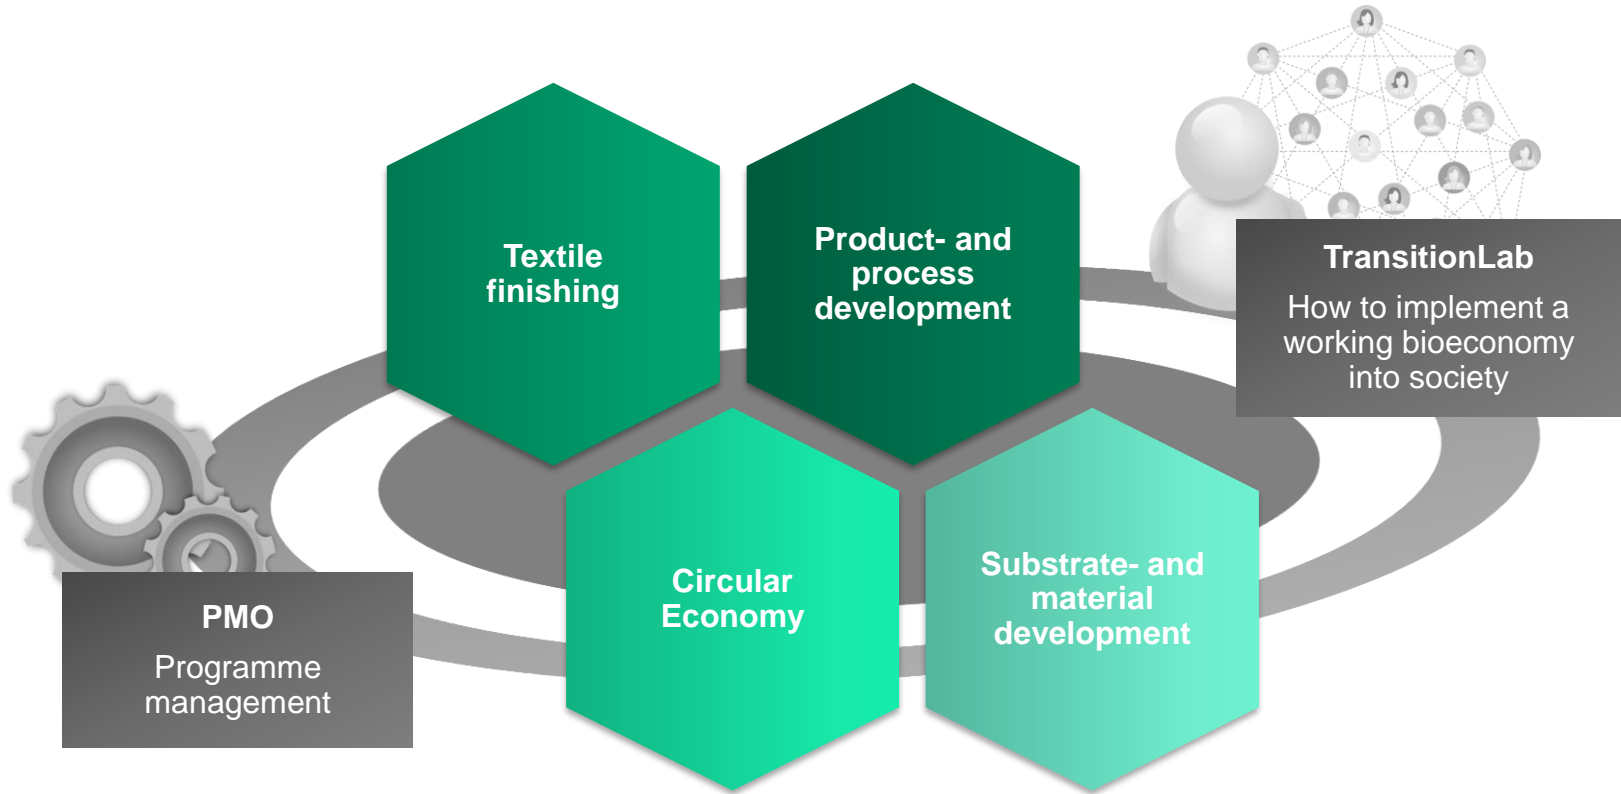 Textile
finishing
Product- and
process
development
TransitionLab
How to implement a
working bioeconomy
into society
Circular
Economy
Substrate- and
material
development
PMO
Programme
management